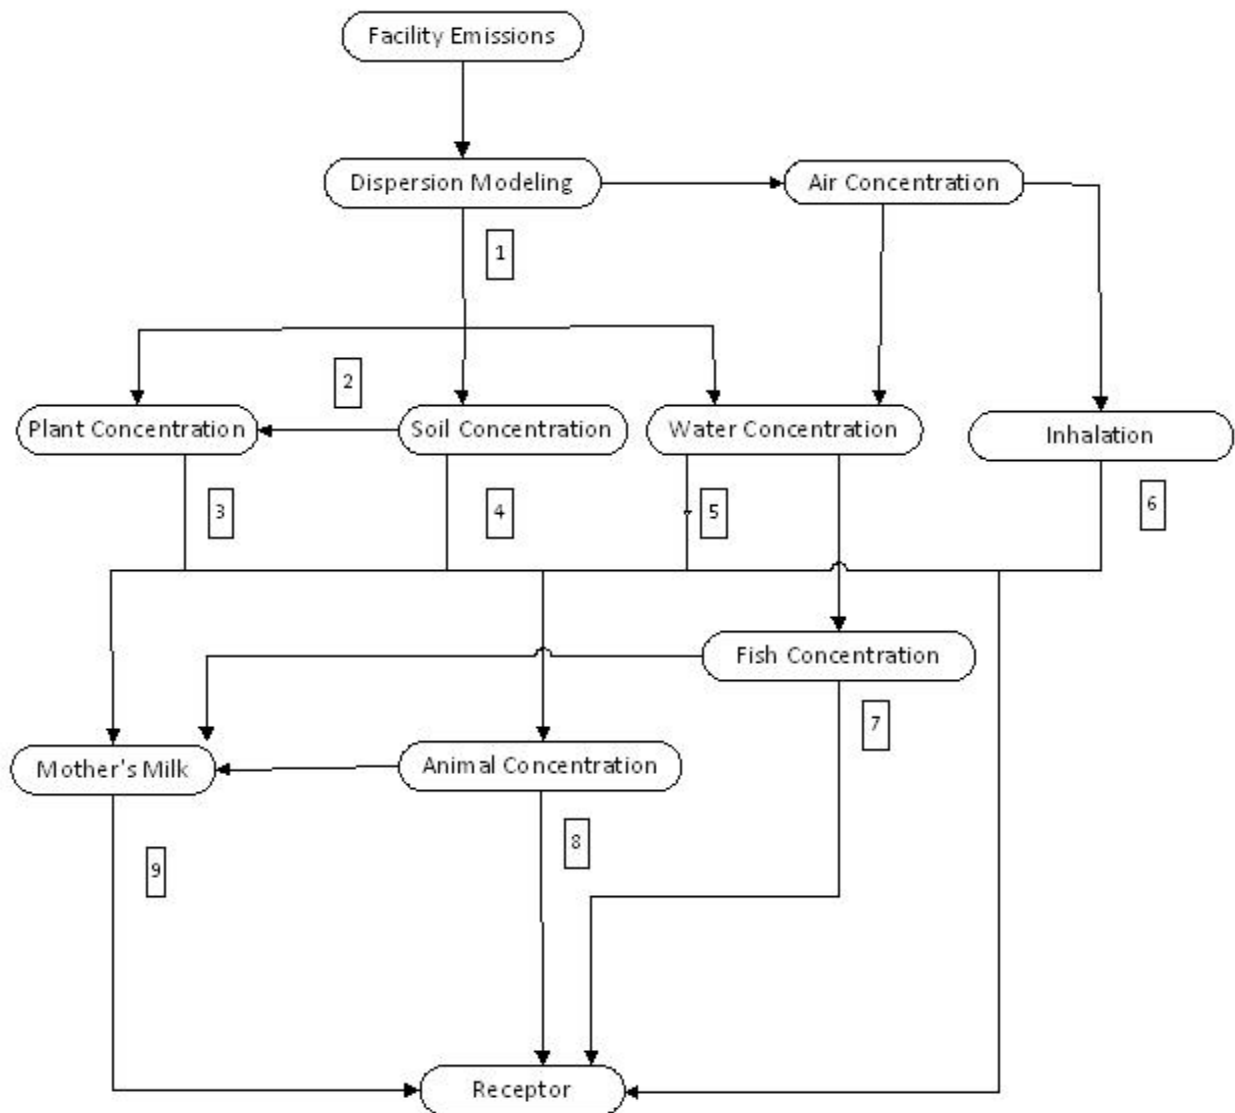 Facility Emissions
Dispersion Modeling
Air Concentration
1
2
Plant Concentration
Soil Concentration
Water Concentration
Inhalation
3
4
5
6
Fish Concentration
7
Mother's Milk
Animal Concentration
8
9
Receptor